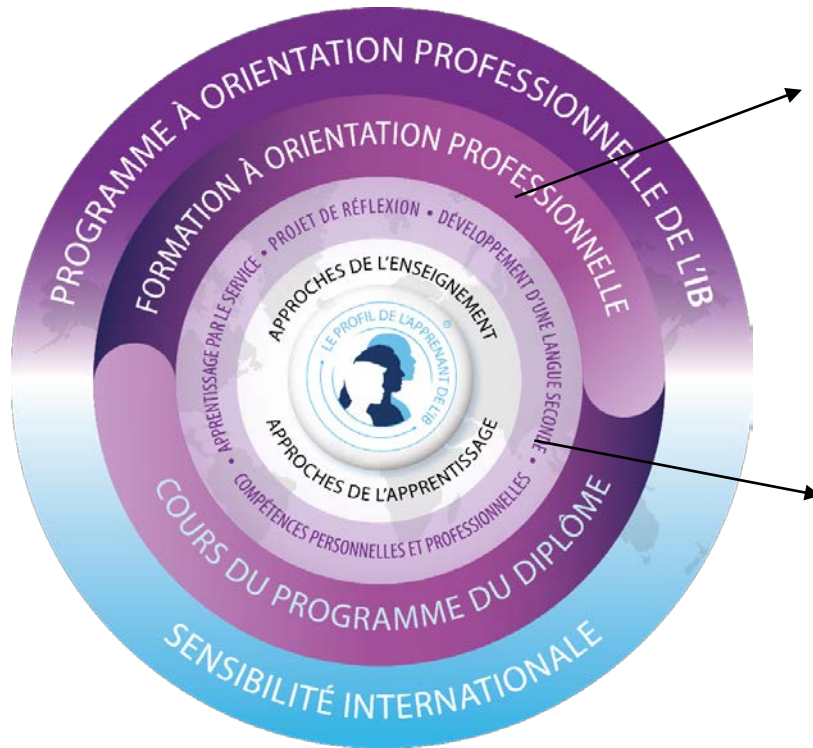 PROGRAMME À ORIENTATION PROFESSIONNELLE DE L'IB
FORMATION À ORIENTATION PROFESSIONNELLE
APPRENTISSAGE PAR LE SERVICE • PROJET DE RÉFLEXION • DÉVELOPPEMENT D'UNE LANGUE SECONDE •
APPROCHES DE L'ENSEIGNEMENT
LE PROFIL DE L'APPRENANT DE L'IB
®
APPROCHES DE L'APPRENTISSAGE
• COMPÉTENCES PERSONNELLES ET PROFESSIONNELLES
COURS DU PROGRAMME DU DIPLÔME
SENSIBILITÉ INTERNATIONALE